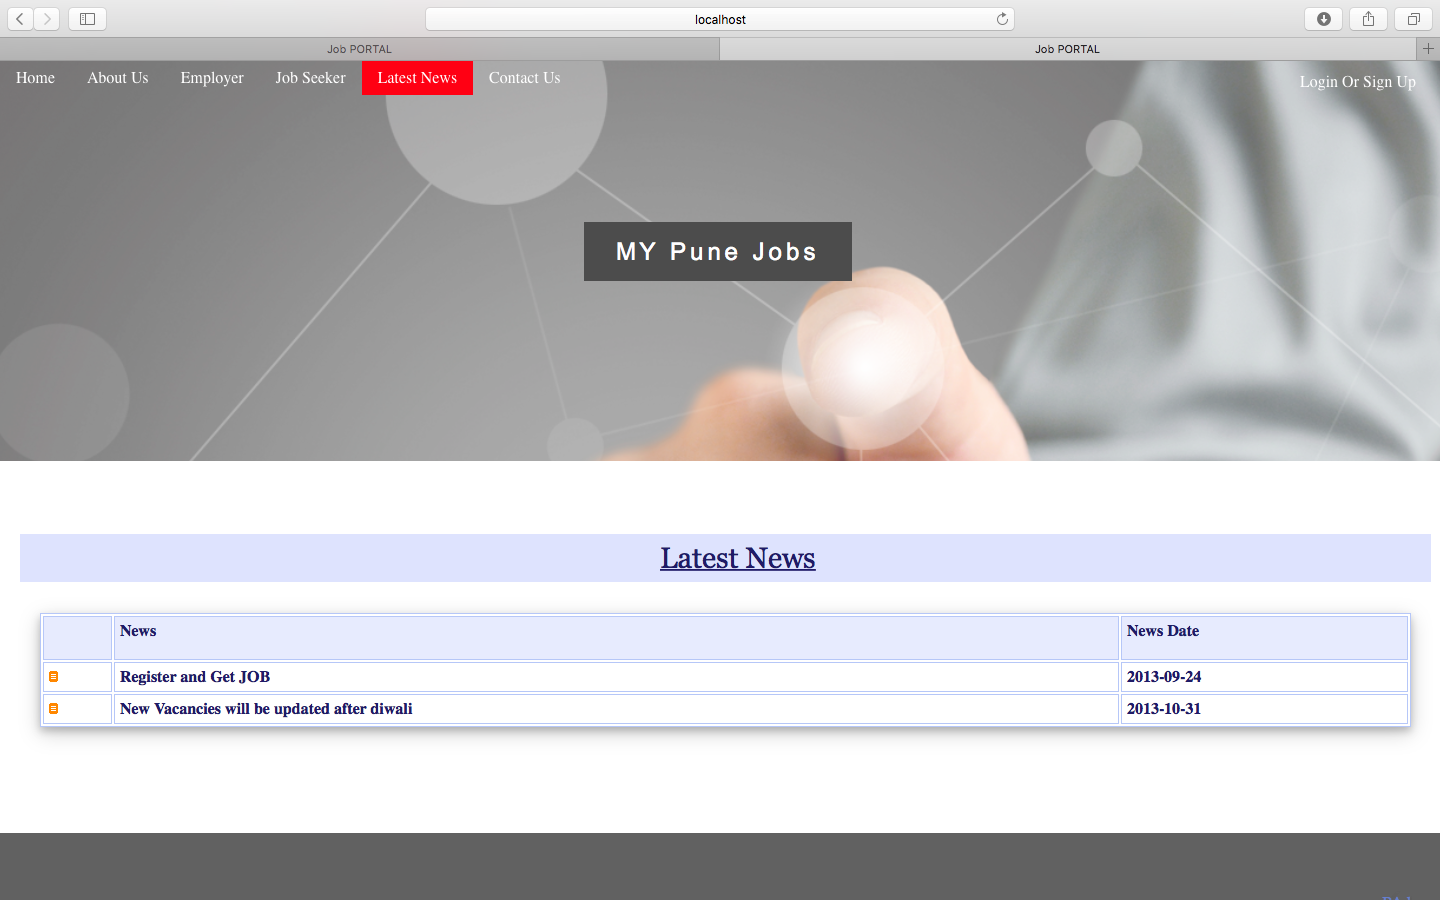 localhost
Job PORTAL
Job PORTAL
Home
About Us
Employer
Job Seeker
Latest News
Contact Us
Login Or Sign Up
MY Pune Jobs
Latest News
News
News Date
Register and Get JOB
2013-09-24
New Vacancies will be updated after diwali
2013-10-31